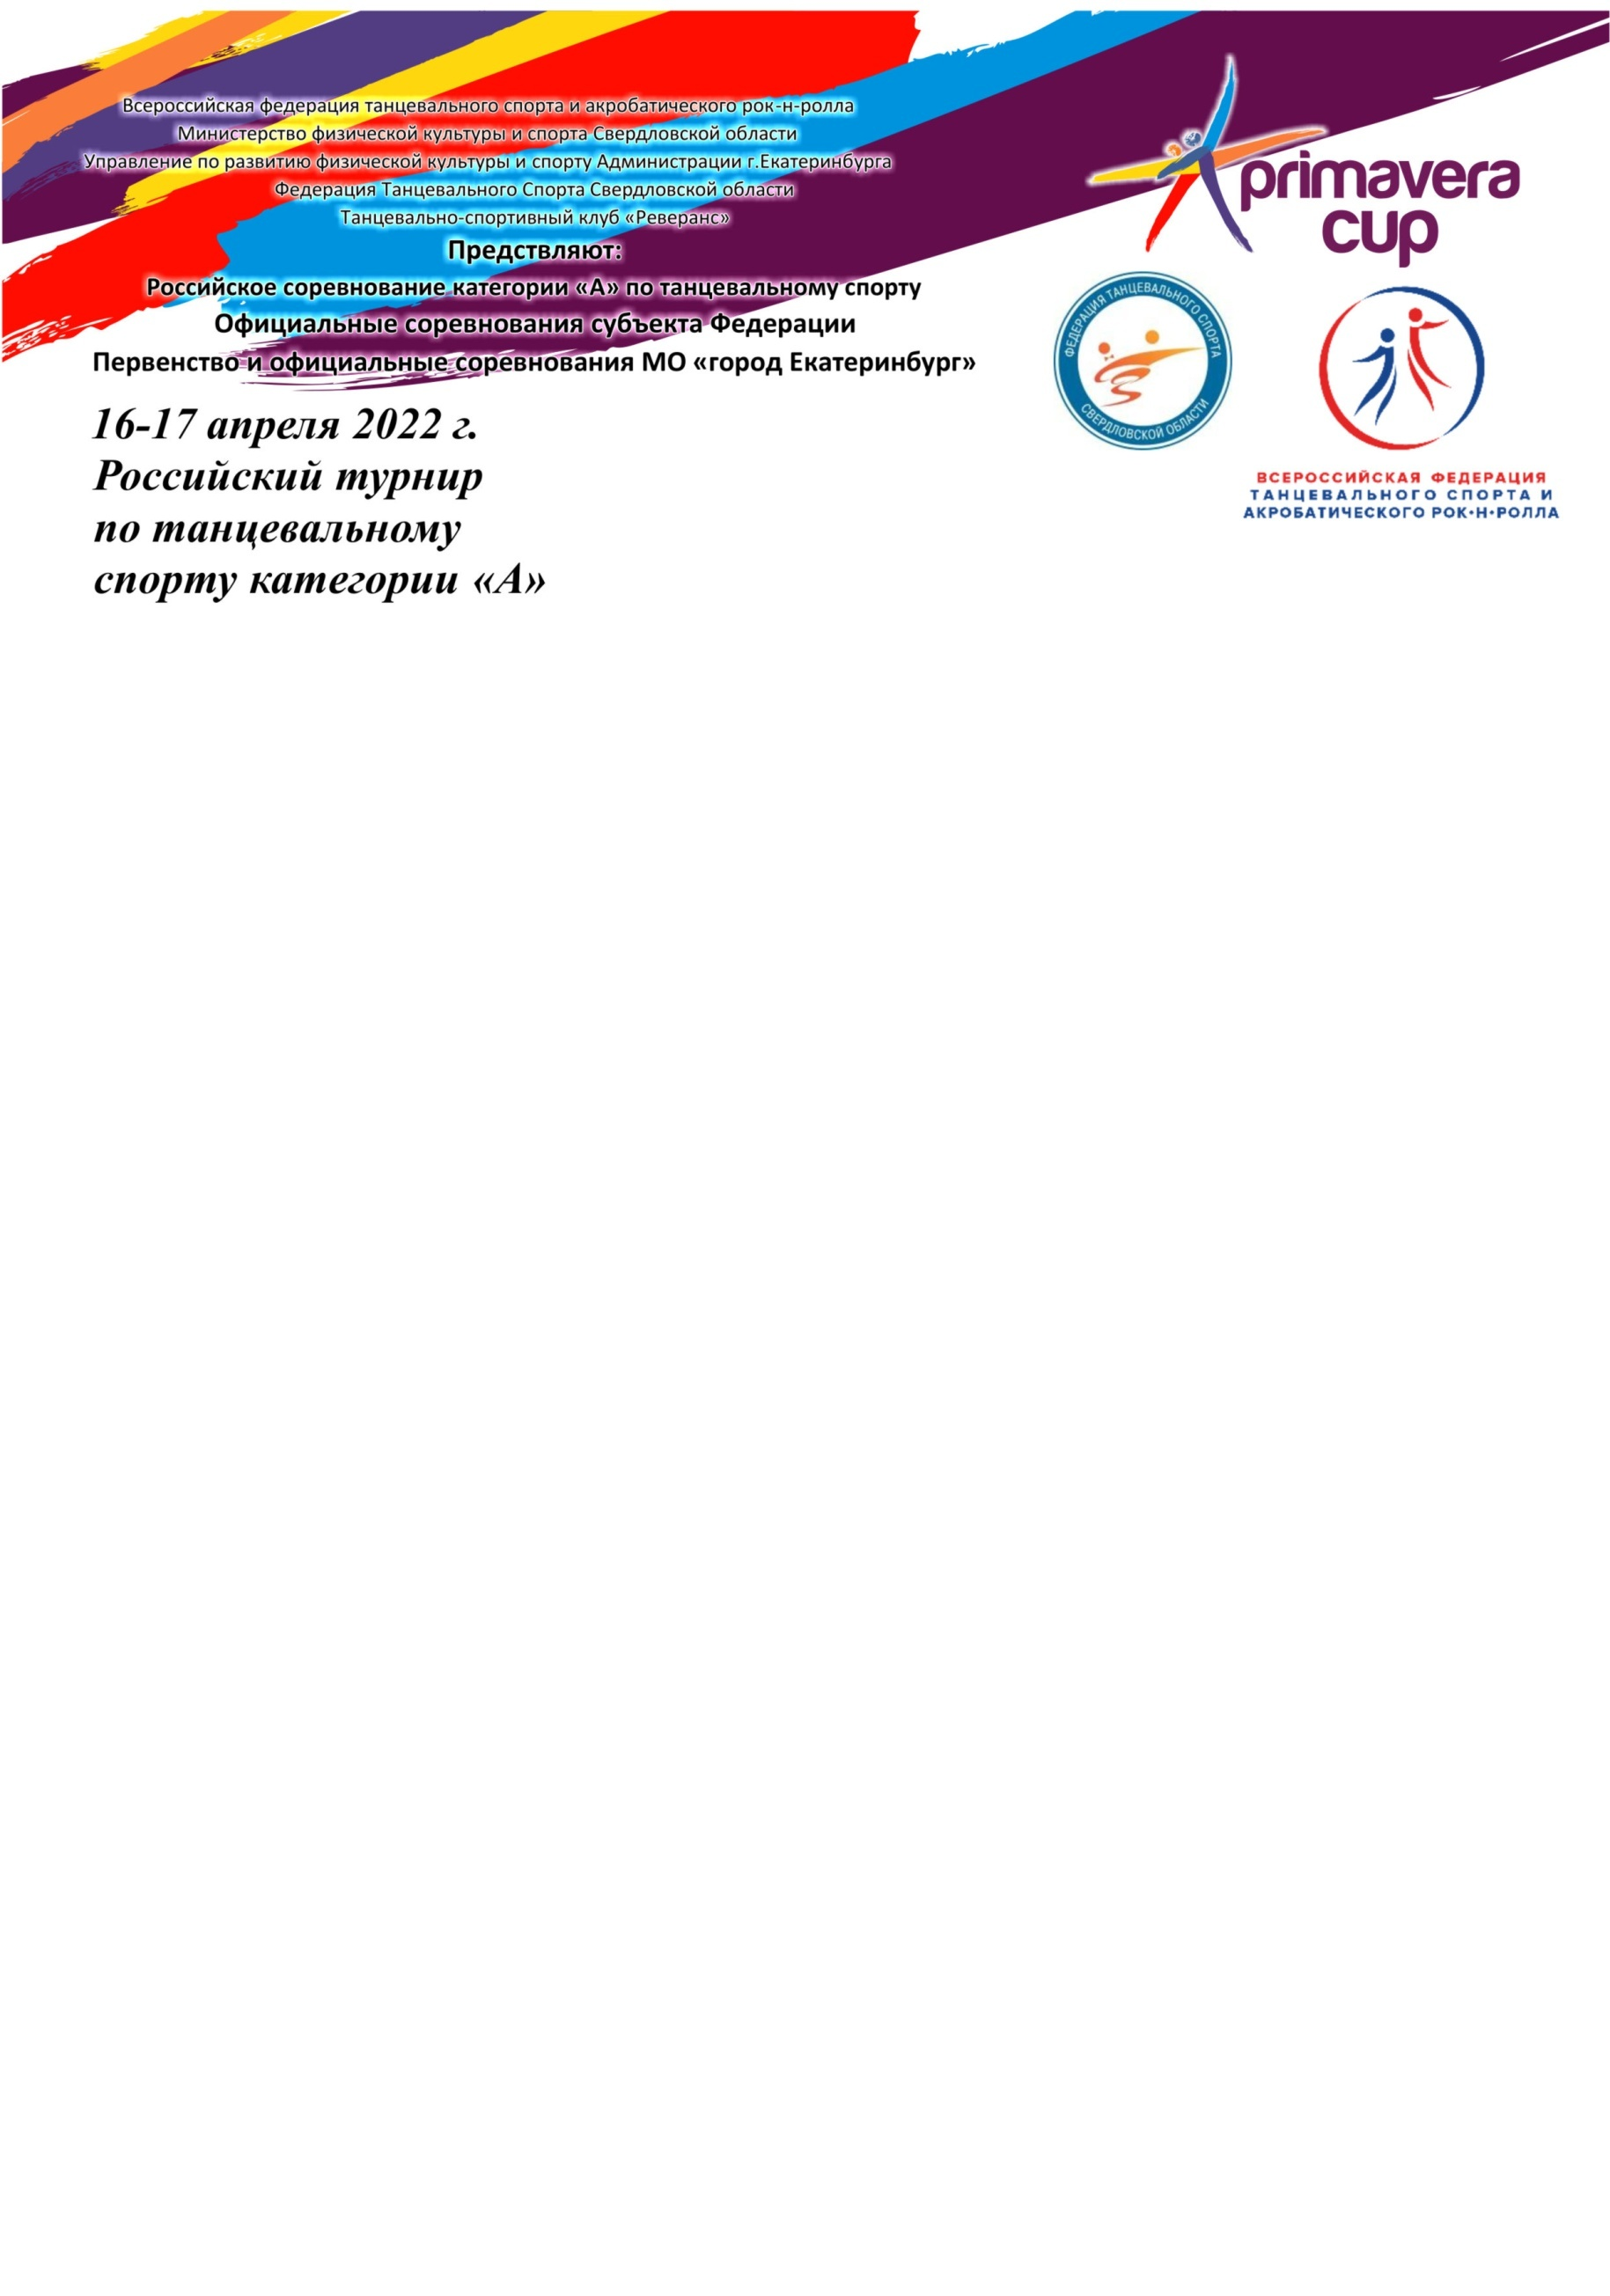 Всероссийская федерация танцевального спорта и акробатического рок-н-ролла
Министерство физической культуры и спорта Свердловской области
Управление по развитию физической культуры и спорту Администрации г.Екатеринбурга
Федерация Танцевального Спорта Свердловской области
Танцевально-спортивный клуб «Реверанс»
Предствляют:
Российское соревнование категории «А» по танцевальному спорту
Официальные соревнования субъекта Федерации
Первенство и официальные соревнования МО «город Екатеринбург»
primavera
cup
ФЕДЕРАЦИЯ ТАНЦЕВАЛЬНОГО СПОРТА
СВЕРДЛОВСКОЙ ОБЛАСТИ
ВСЕРОССИЙСКАЯ ФЕДЕРАЦИЯ
ТАНЦЕВАЛЬНОГО СПОРТА И
АКРОБАТИЧЕСКОГО РОК•Н•РОЛЛА
16-17 апреля 2022 г.
Российский турнир
по танцевальному
спорту категории «А»